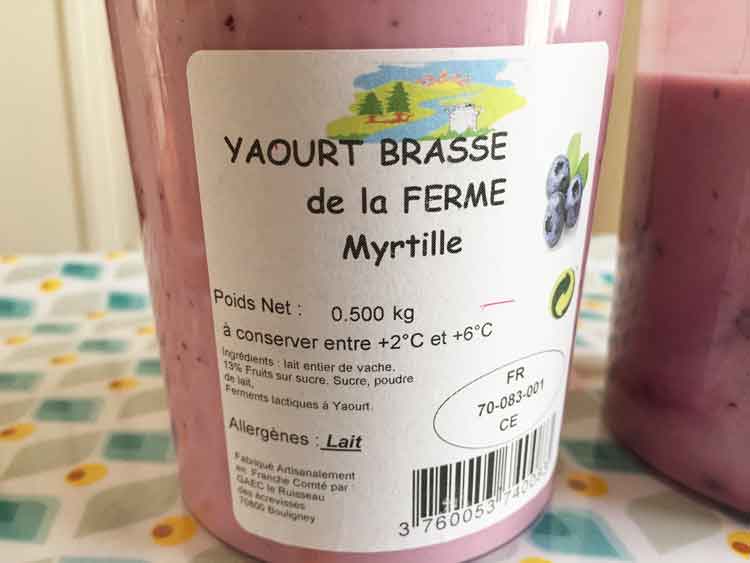 YAOURT BRASSE
de la FERME
Myrtille
Poids Net : 0.500 kg
à conserver entre +2°C et +6°C
Ingrédients : lait entier de vache.
13% Fruits sur sucre. Sucre, poudre
de lait,
Ferments lactiques à Yaourt.
FR
70-083-001
CE
Allergènes : Lait
Fabriqué Artisanalement
en Franche Comté par :
GAEC le Ruisseau
des écrevisses
70800 Bouligney
3 760053 74008